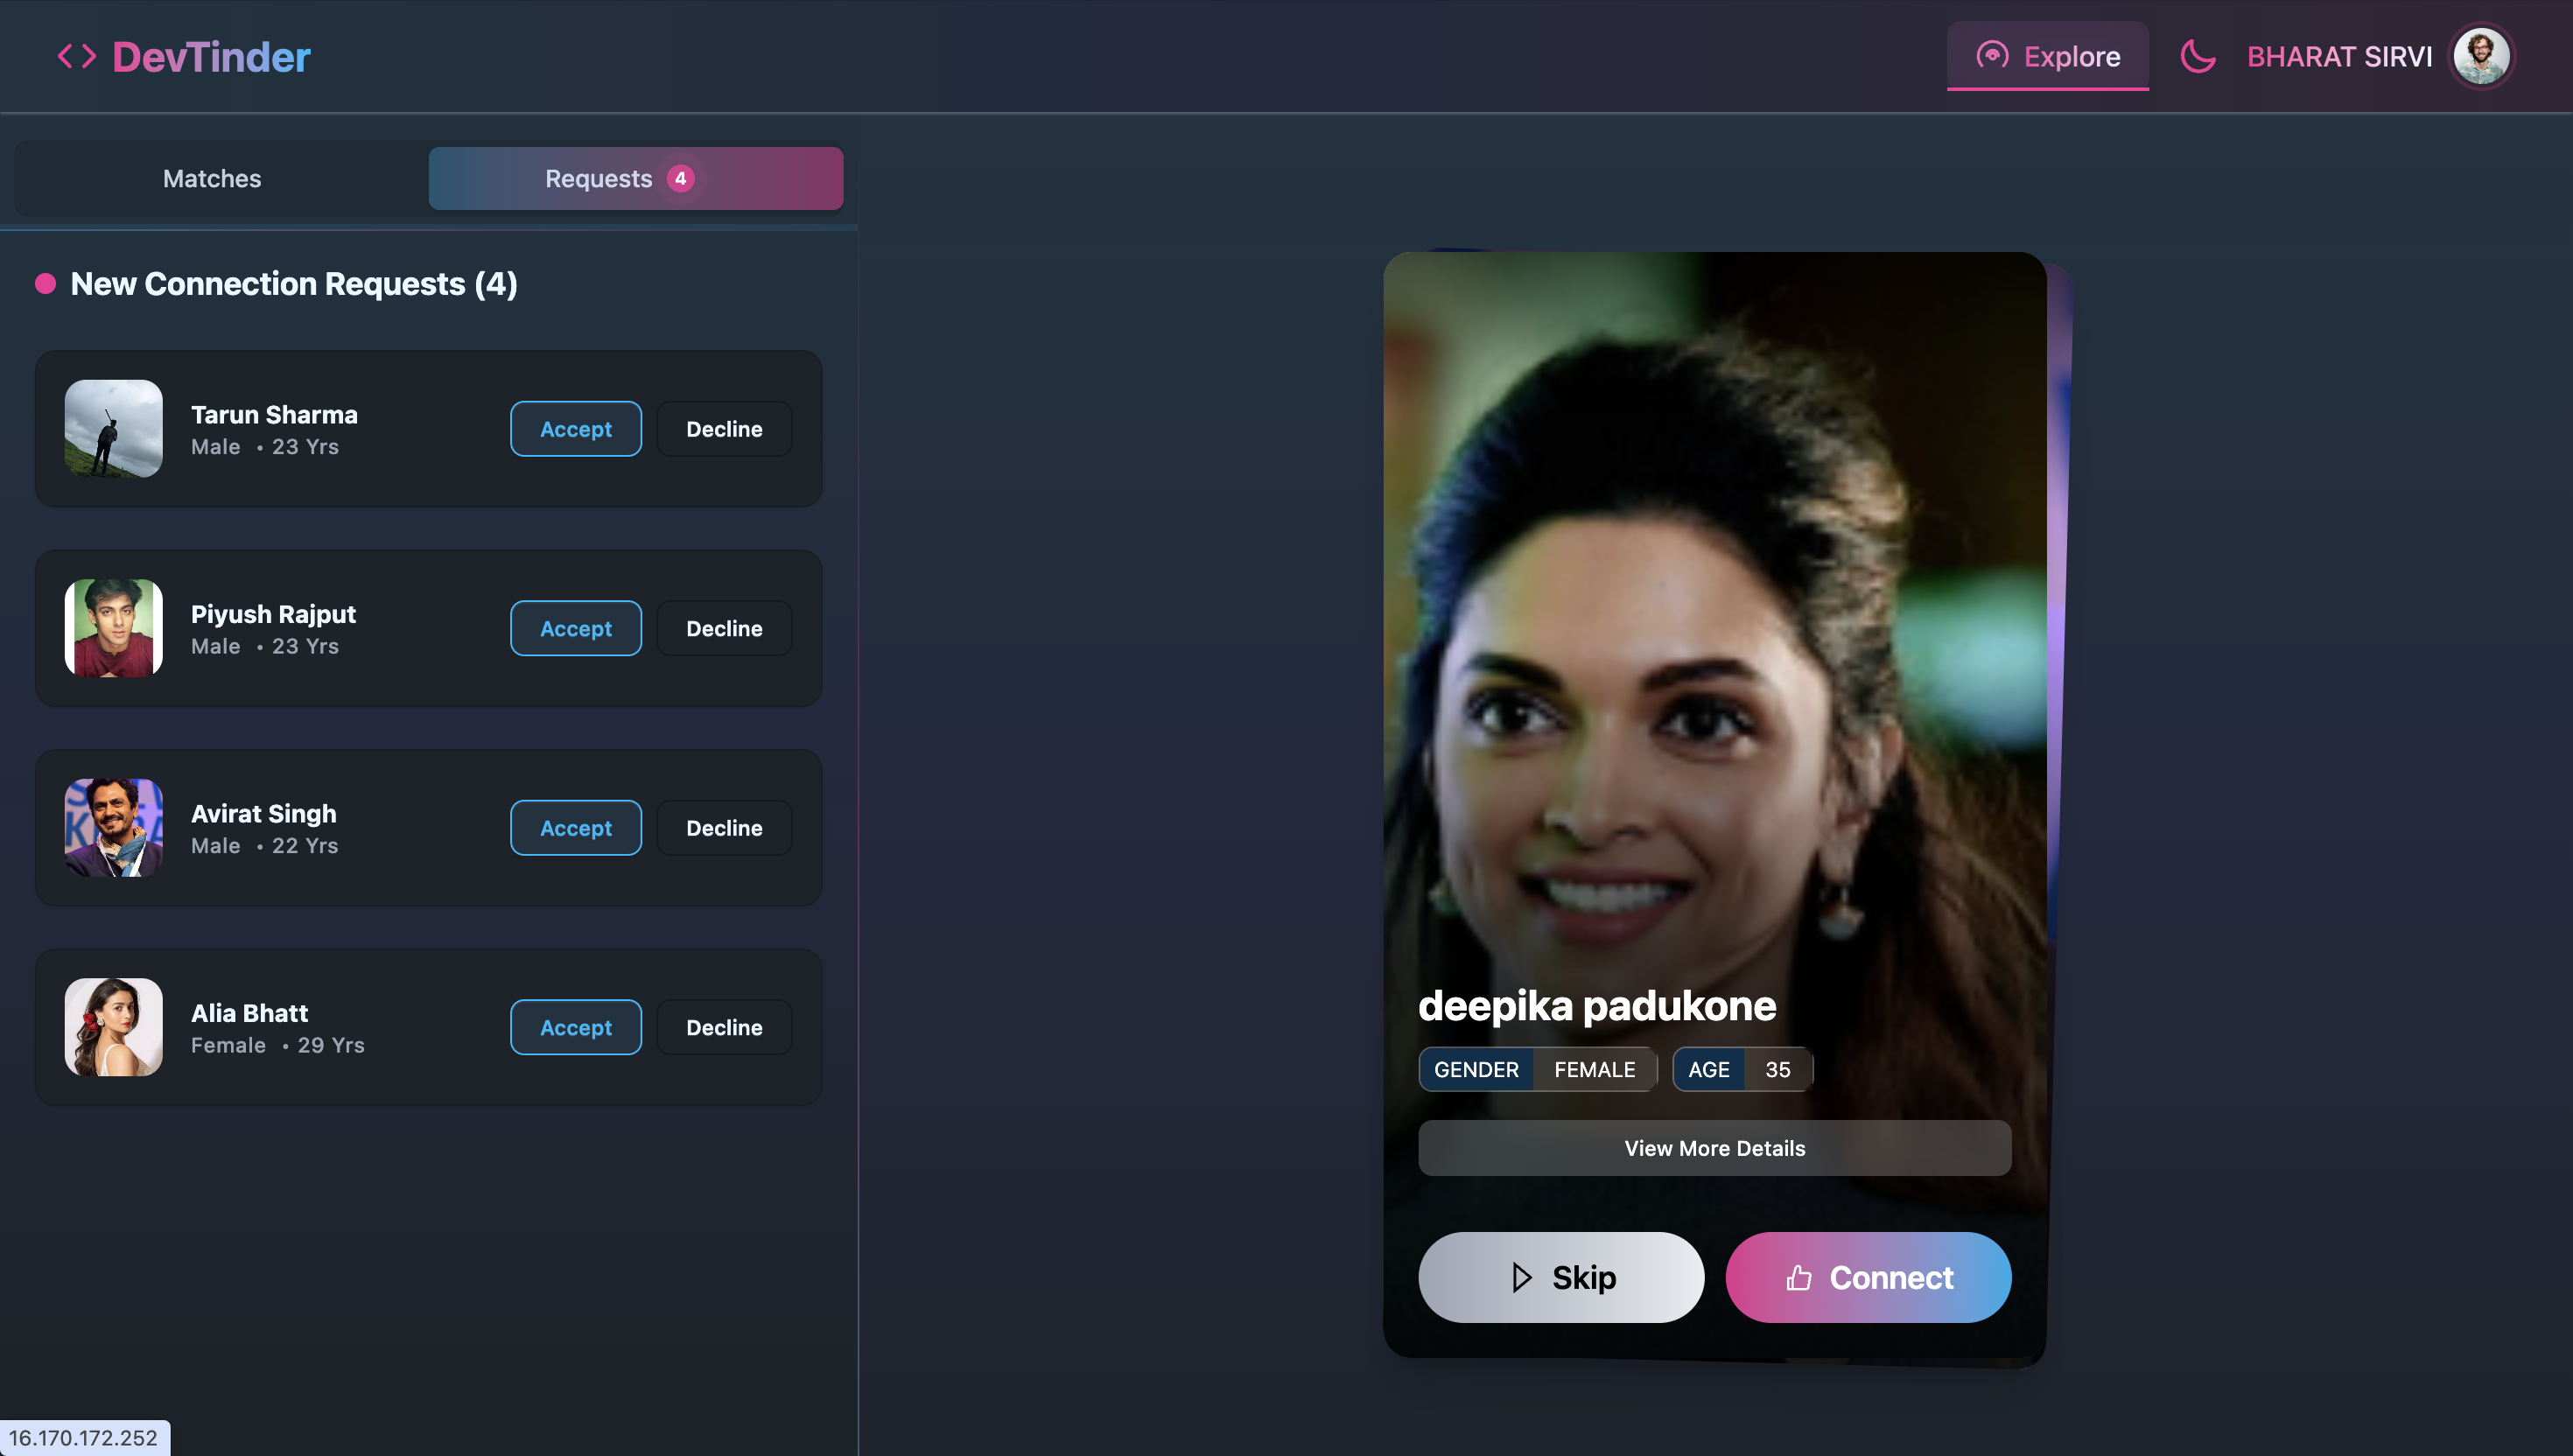 DevTinder
Explore
BHARAT SIRVI
Matches
Requests 4
New Connection Requests (4)
Tarun Sharma
Male • 23 Yrs
Accept
Decline
Piyush Rajput
Male • 23 Yrs
Accept
Decline
Avirat Singh
Male • 22 Yrs
Accept
Decline
Alia Bhatt
Female • 29 Yrs
Accept
Decline
deepika padukone
GENDER FEMALE AGE 35
View More Details
Skip
Connect
16.170.172.252